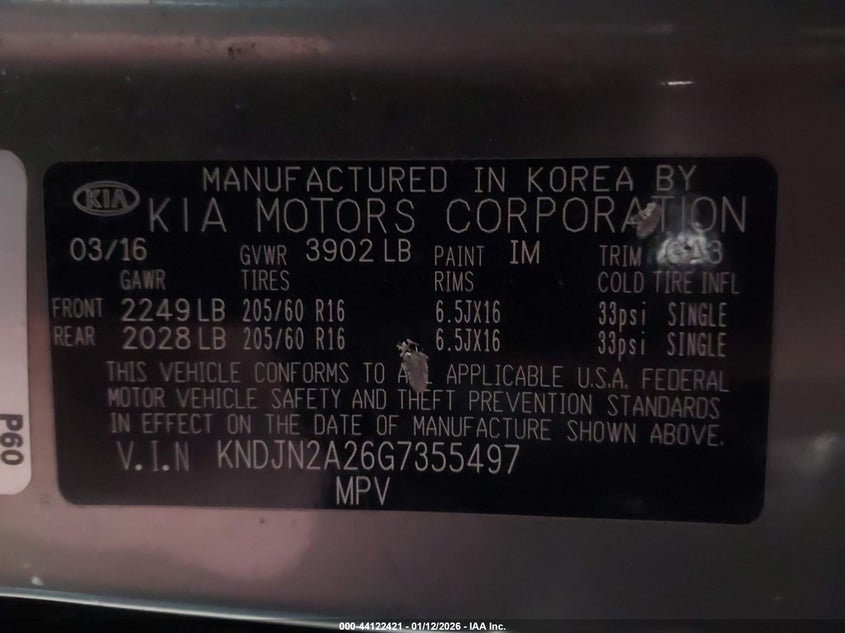 MANUFACTURED IN KOREA BY
KIA KIA MOTORS CORPORATION
03/16 GVWR 3902 LB PAINT IM TRIM
GAWR TIRES RIMS COLD TIRE INFL
FRONT 2249 LB 205/60 R16 6.5JX16 33psi SINGLE
REAR 2028 LB 205/60 R16 6.5JX16 33psi SINGLE
THIS VEHICLE CONFORMS TO APPLICABLE U.S.A. FEDERAL
MOTOR VEHICLE SAFETY AND THEFT PREVENTION STANDARDS
IN EFFECT ON THE DATE OF MANUFACTURE SHOWN ABOVE.
V.I.N KNDJN2A26G7355497
MPV
P60
000-44122421 - 01/12/2026 - IAA Inc.